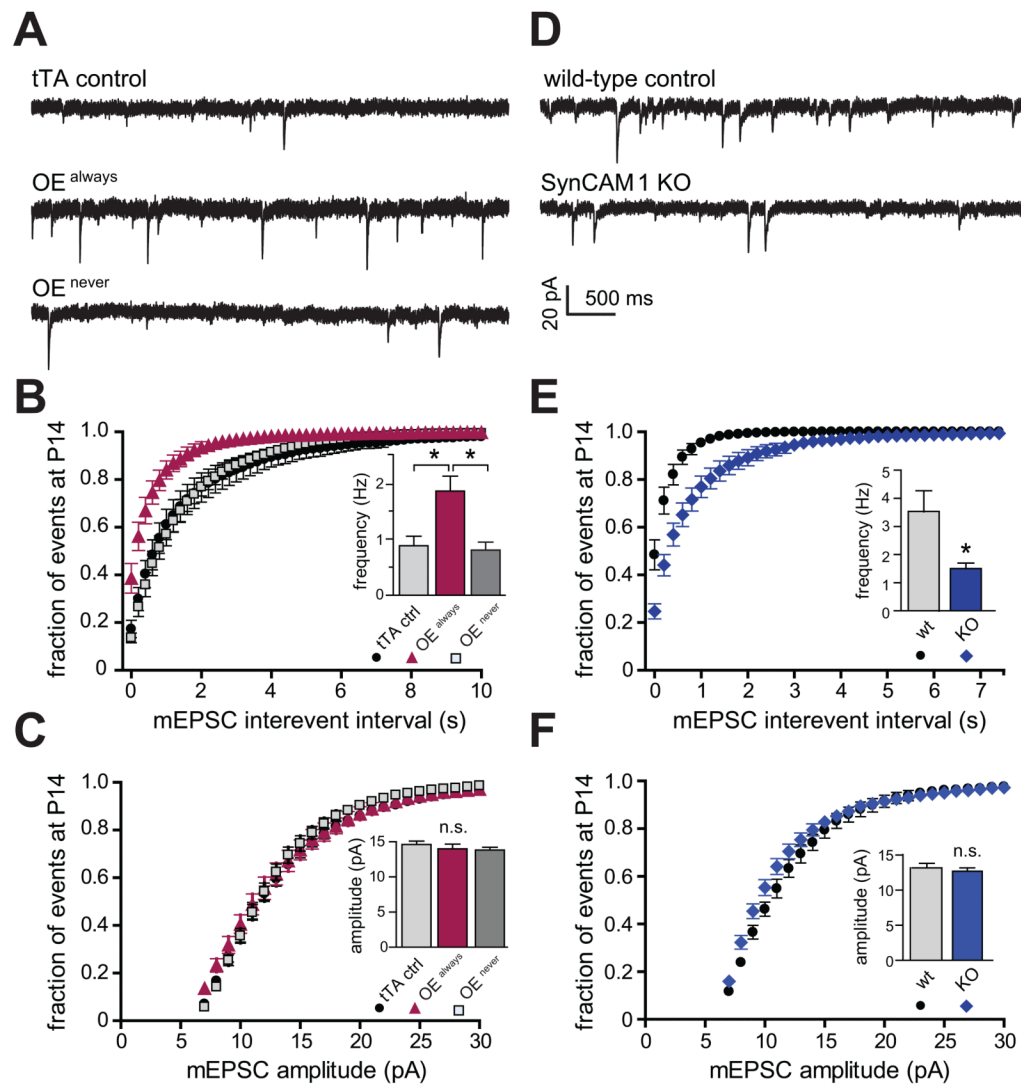 A
tTA control
OE always
OE never
D
wild-type control
SynCAM1 KO
20 pA
500 ms
B
fraction of events at P14
1.0
0.8
0.6
0.4
0.2
0
0 2 4 6 8 10
mEPSC interevent interval (s)
frequency (Hz)
2
1
0
* *
tTA ctrl
OE always
OE never
E
fraction of events at P14
1.0
0.8
0.6
0.4
0.2
0
0 1 2 3 4 5 6 7
mEPSC interevent interval (s)
frequency (Hz)
5
4
3
2
1
0
*
wt
KO
C
fraction of events at P14
1.0
0.8
0.6
0.4
0.2
0
0 5 10 15 20 25 30
mEPSC amplitude (pA)
amplitude (pA)
15
10
5
0
n.s.
tTA ctrl
OE always
OE never
F
fraction of events at P14
1.0
0.8
0.6
0.4
0.2
0
0 5 10 15 20 25 30
mEPSC amplitude (pA)
amplitude (pA)
15
10
5
0
n.s.
wt
KO